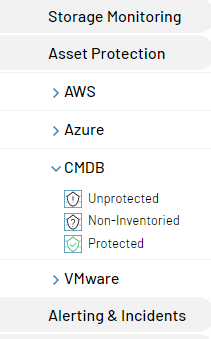 Storage Monitoring
Asset Protection
AWS
Azure
CMDB
Unprotected
Non-Inventoried
Protected
VMware
Alerting & Incidents